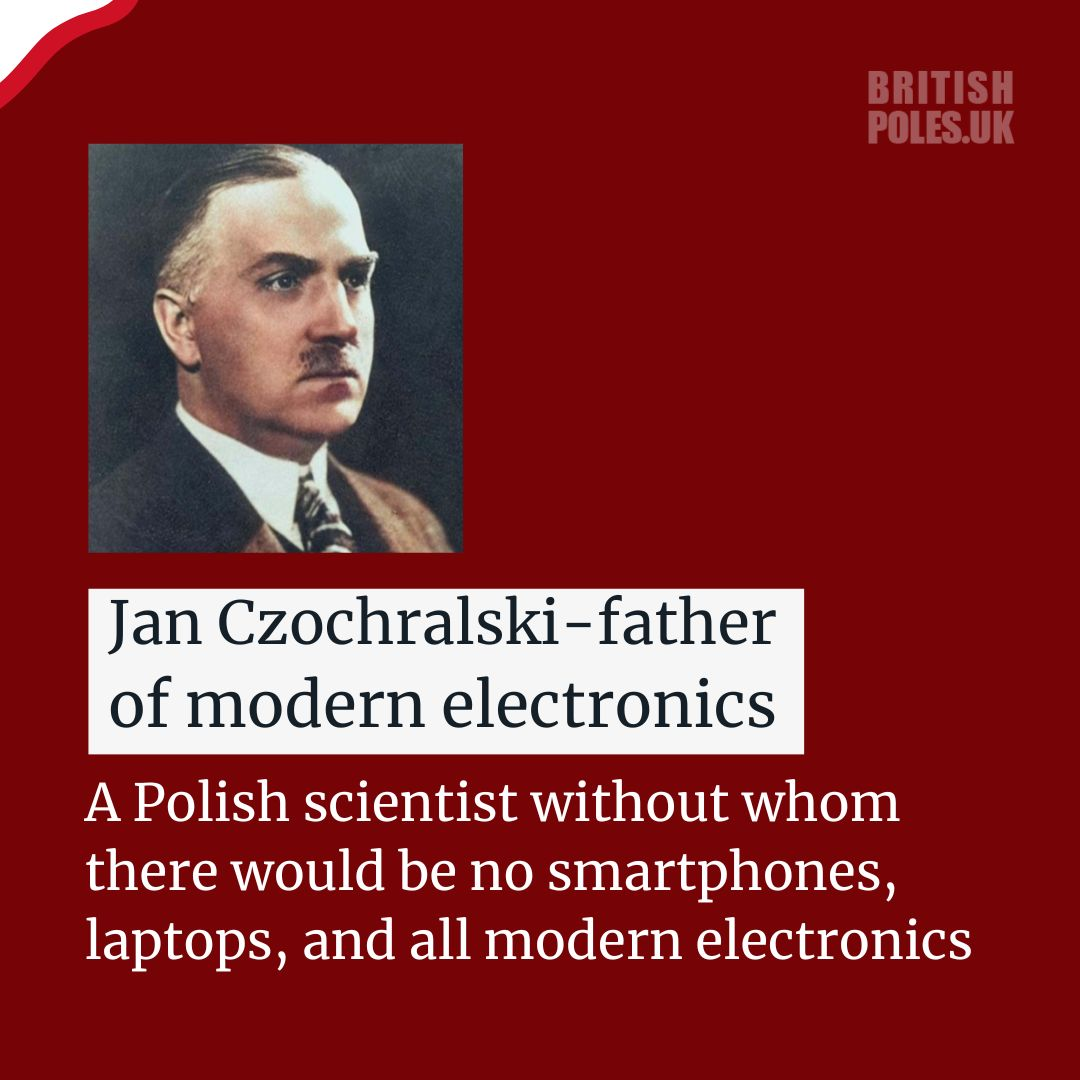 BRITISH
POLES.UK
Jan Czochralski-father
of modern electronics
A Polish scientist without whom
there would be no smartphones,
laptops, and all modern electronics